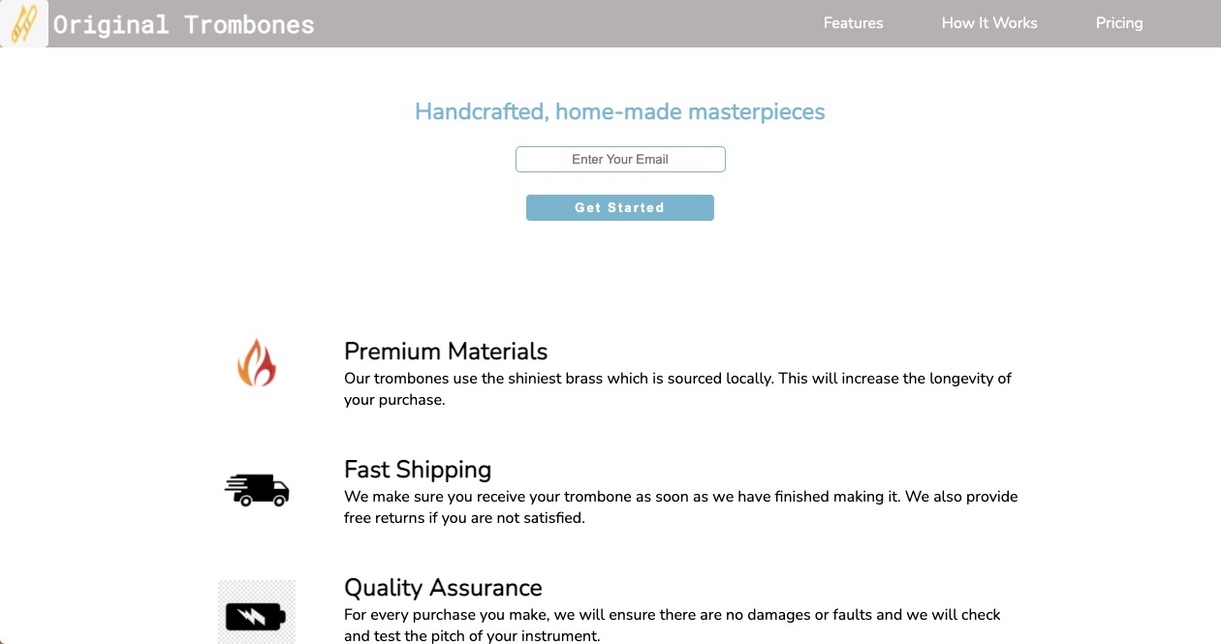 Original Trombones
Features
How It Works
Pricing
Handcrafted, home-made masterpieces
Enter Your Email
Get Started
Premium Materials
Our trombones use the shiniest brass which is sourced locally. This will increase the longevity of
your purchase.
Fast Shipping
We make sure you receive your trombone as soon as we have finished making it. We also provide
free returns if you are not satisfied.
Quality Assurance
For every purchase you make, we will ensure there are no damages or faults and we will check
and test the pitch of your instrument.